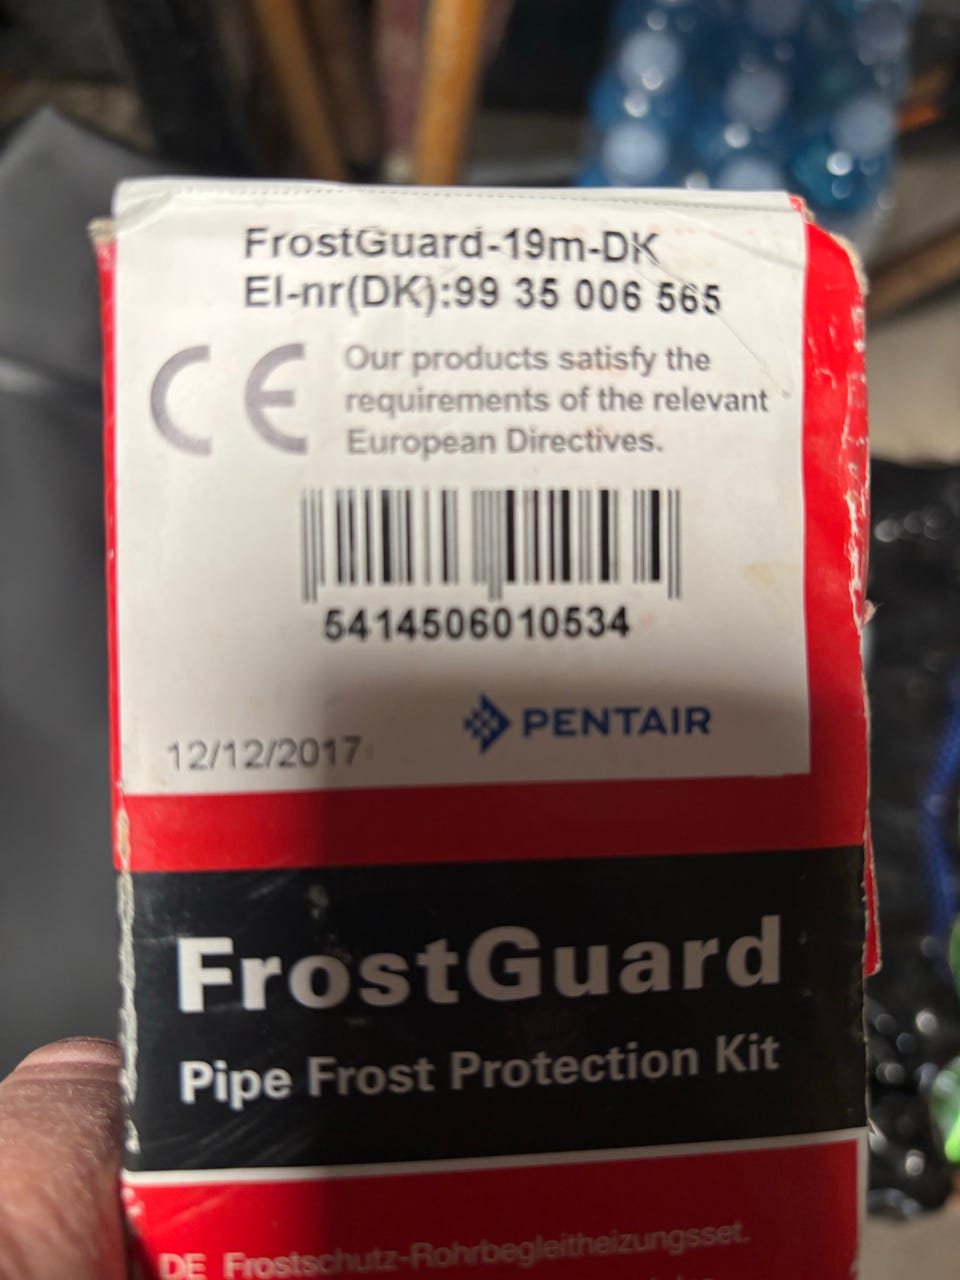 FrostGuard-19m-DK
El-nr(DK):99 35 006 565
CE
Our products satisfy the
requirements of the relevant
European Directives.
5414506010534
PENTAIR
12/12/2017
FrostGuard
Pipe Frost Protection Kit
DE Frostschutz-Rohrbegleitheizungsset.